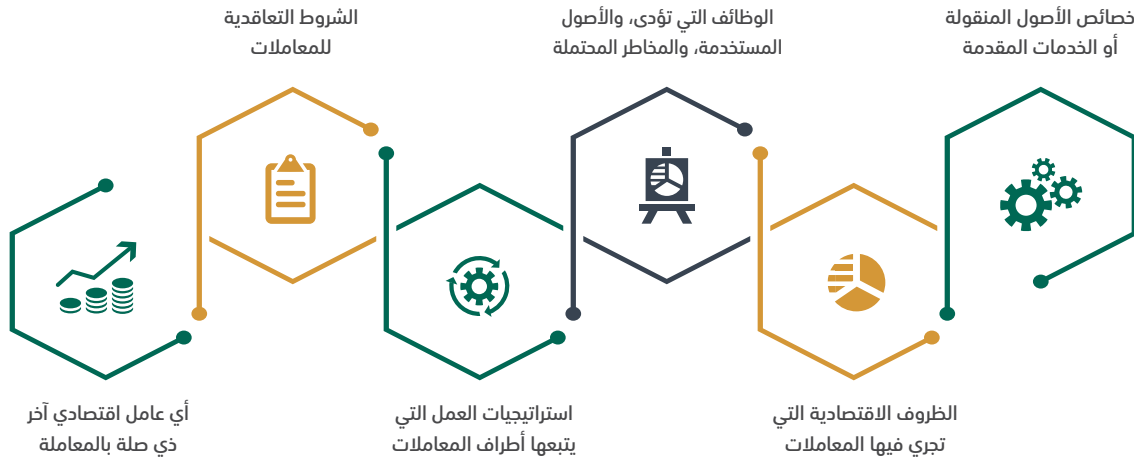 خصائص الأصول المنقولة
أو الخدمات المقدمة
الظروف الاقتصادية التي
تجري فيها المعاملات
الوظائف التي تؤدى، والأصول
المستخدمة، والمخاطر المحتملة
استراتيجيات العمل التي
يتبعها أطراف المعاملات
الشروط التعاقدية
للمعاملات
أي عامل اقتصادي آخر
ذي صلة بالمعاملة